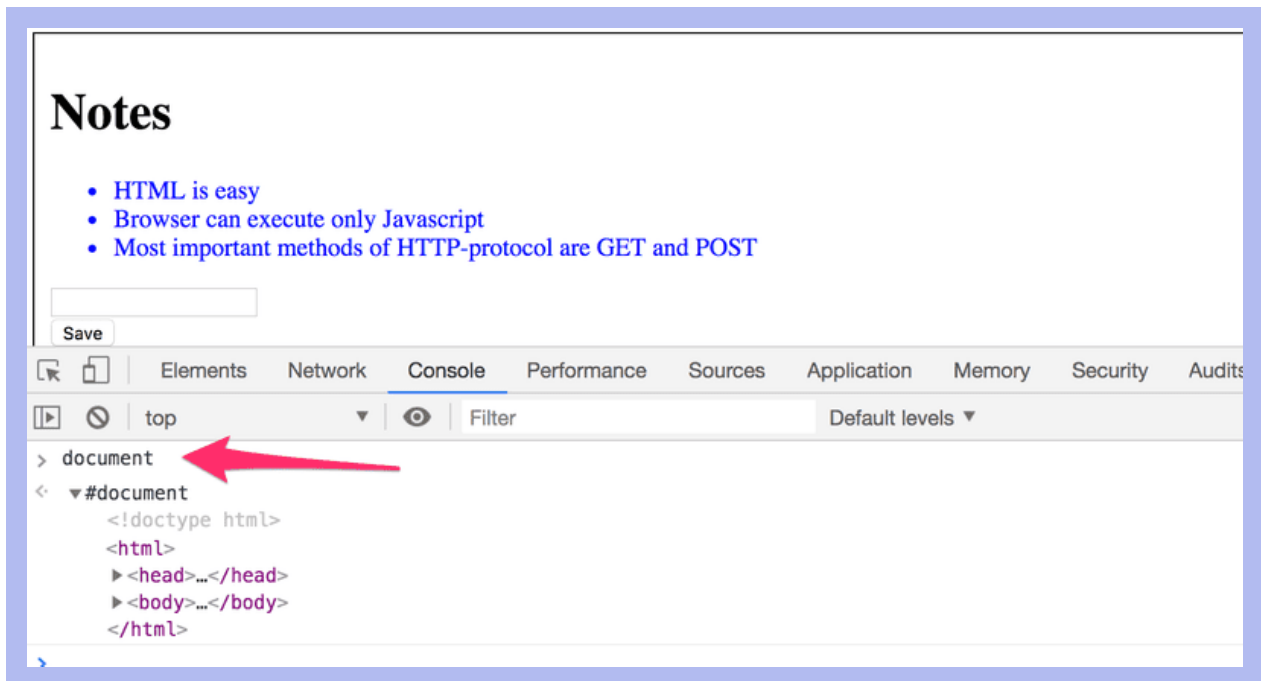 Notes
• HTML is easy
• Browser can execute only Javascript
• Most important methods of HTTP-protocol are GET and POST
Save
Elements Network Console Performance Sources Application Memory Security Audits
top ▼ Filter Default levels ▼
> document
▼#document
<!doctype html>
<html>
▶<head>…</head>
▶<body>…</body>
</html>
>